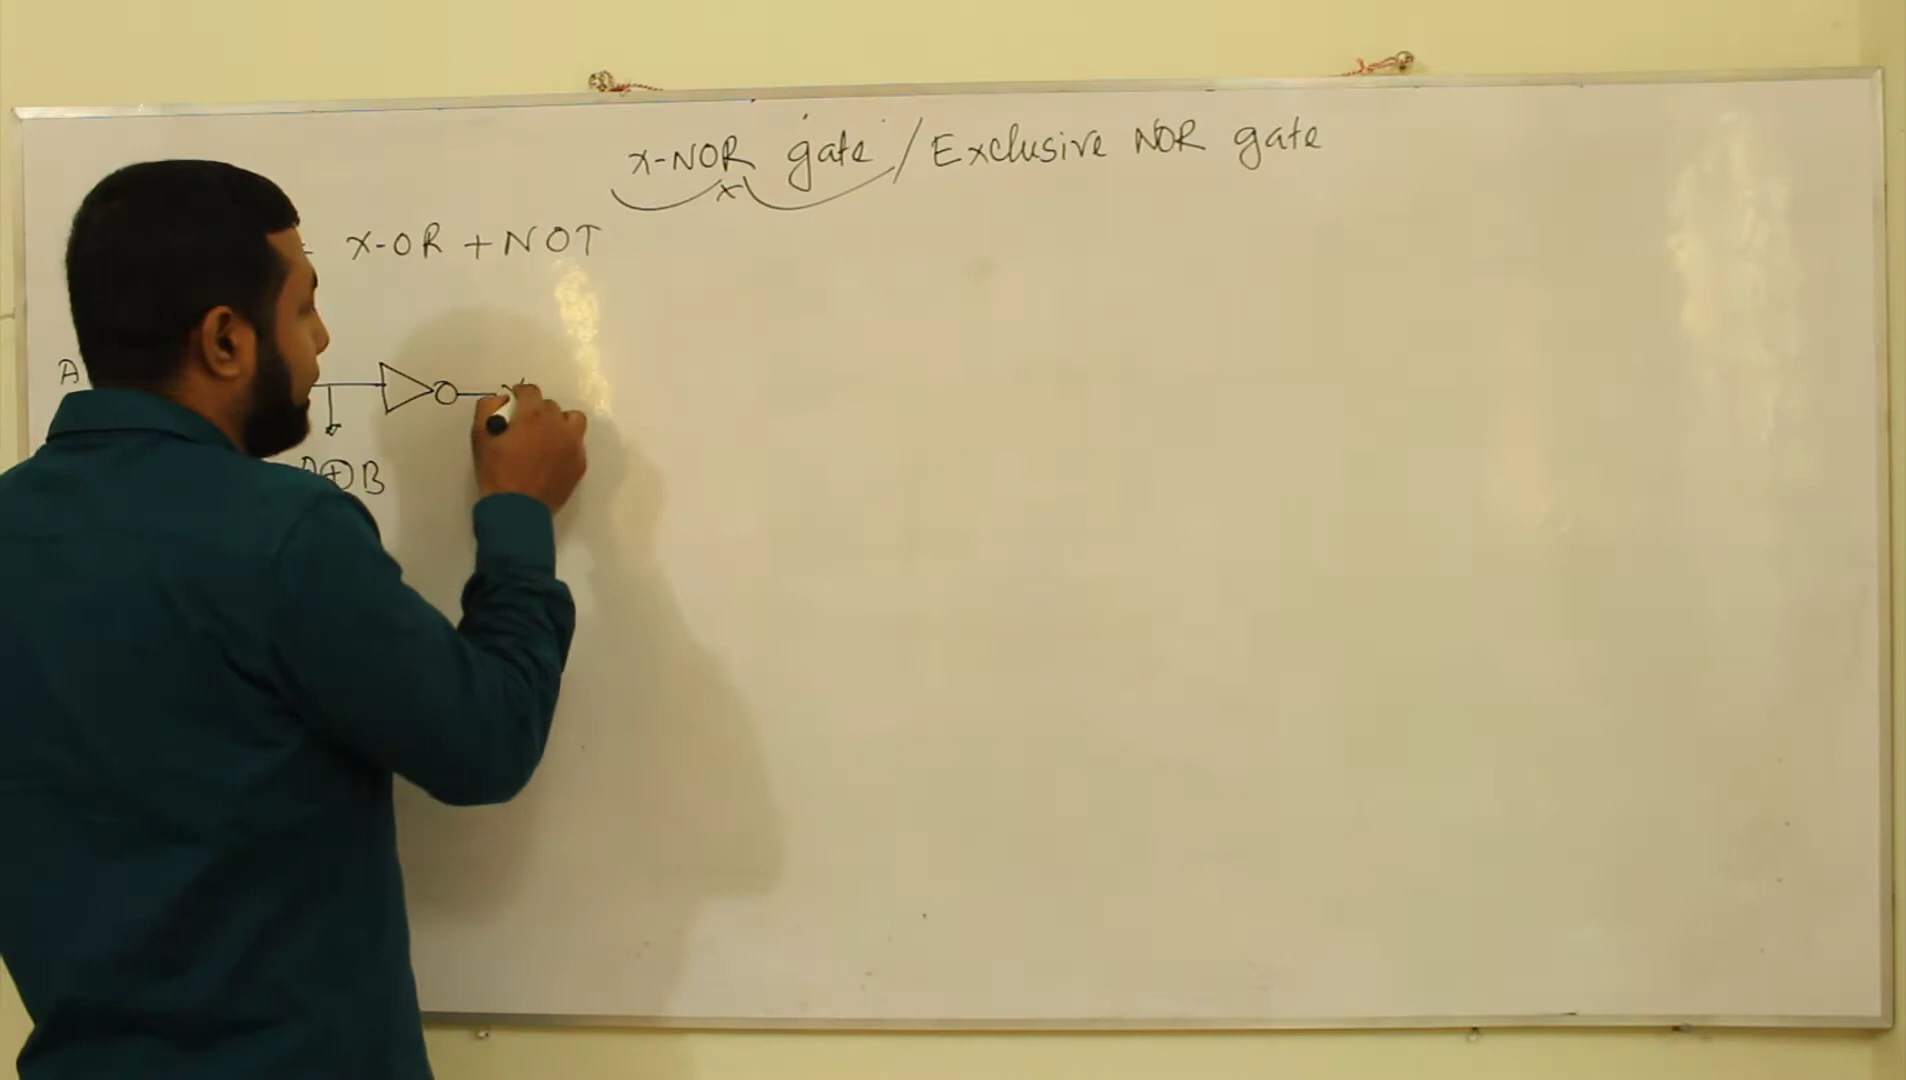 x-NOR gate / Exclusive NOR gate
x
= X-OR + NOT
A
A⊕B